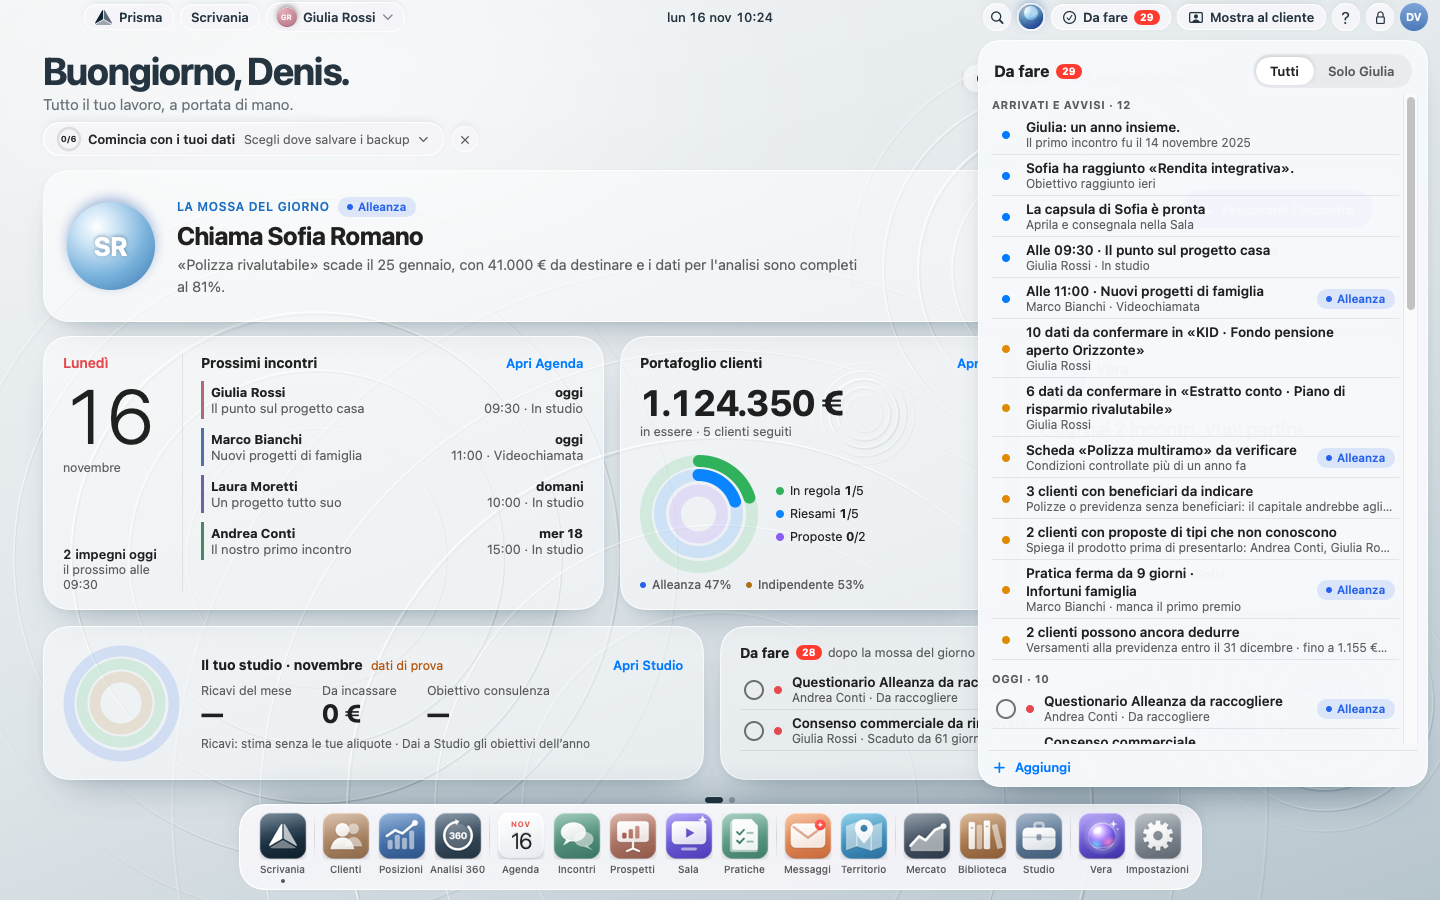 Prisma
Scrivania
GR Giulia Rossi
lun 16 nov 10:24
Da fare 29
Mostra al cliente
?
DV
Buongiorno, Denis.
Tutto il tuo lavoro, a portata di mano.
0/6 Comincia con i tuoi dati Scegli dove salvare i backup
SR
LA MOSSA DEL GIORNO Alleanza
Chiama Sofia Romano
«Polizza rivalutabile» scade il 25 gennaio, con 41.000 € da destinare e i dati per l'analisi sono completi
al 81%.
Lunedì
16
novembre
2 impegni oggi
il prossimo alle
09:30
Prossimi incontri Apri Agenda
Giulia Rossi oggi
Il punto sul progetto casa 09:30 · In studio
Marco Bianchi oggi
Nuovi progetti di famiglia 11:00 · Videochiamata
Laura Moretti domani
Un progetto tutto suo 10:00 · In studio
Andrea Conti mer 18
Il nostro primo incontro 15:00 · In studio
Portafoglio clienti Apr
1.124.350 €
in essere · 5 clienti seguiti
In regola 1/5
Riesami 1/5
Proposte 0/2
Alleanza 47% Indipendente 53%
Il tuo studio · novembre dati di prova Apri Studio
Ricavi del mese Da incassare Obiettivo consulenza
— 0 € —
Ricavi: stima senza le tue aliquote · Dai a Studio gli obiettivi dell'anno
Da fare 28 dopo la mossa del giorno
Questionario Alleanza da rac
Andrea Conti · Da raccogliere
Consenso commerciale da rin
Giulia Rossi · Scaduto da 61 giorn
Da fare 29 Tutti Solo Giulia
ARRIVATI E AVVISI · 12
Giulia: un anno insieme.
Il primo incontro fu il 14 novembre 2025
Sofia ha raggiunto «Rendita integrativa».
Obiettivo raggiunto ieri
La capsula di Sofia è pronta
Aprila e consegnala nella Sala
Alle 09:30 · Il punto sul progetto casa
Giulia Rossi · In studio
Alle 11:00 · Nuovi progetti di famiglia Alleanza
Marco Bianchi · Videochiamata
10 dati da confermare in «KID · Fondo pensione
aperto Orizzonte»
Giulia Rossi
6 dati da confermare in «Estratto conto · Piano di
risparmio rivalutabile»
Giulia Rossi
Scheda «Polizza multiramo» da verificare Alleanza
Condizioni controllate più di un anno fa
3 clienti con beneficiari da indicare
Polizze o previdenza senza beneficiari: il capitale andrebbe agli...
2 clienti con proposte di tipi che non conoscono
Spiega il prodotto prima di presentarlo: Andrea Conti, Giulia Ro...
Pratica ferma da 9 giorni ·
Infortuni famiglia Alleanza
Marco Bianchi · manca il primo premio
2 clienti possono ancora dedurre
Versamenti alla previdenza entro il 31 dicembre · fino a 1.155 €...
OGGI · 10
Questionario Alleanza da raccogliere Alleanza
Andrea Conti · Da raccogliere
Consenso commerciale
+ Aggiungi
360
NOV
16
Scrivania
Clienti
Posizioni
Analisi 360
Agenda
Incontri
Prospetti
Sala
Pratiche
Messaggi
Territorio
Mercato
Biblioteca
Studio
Vera
Impostazioni